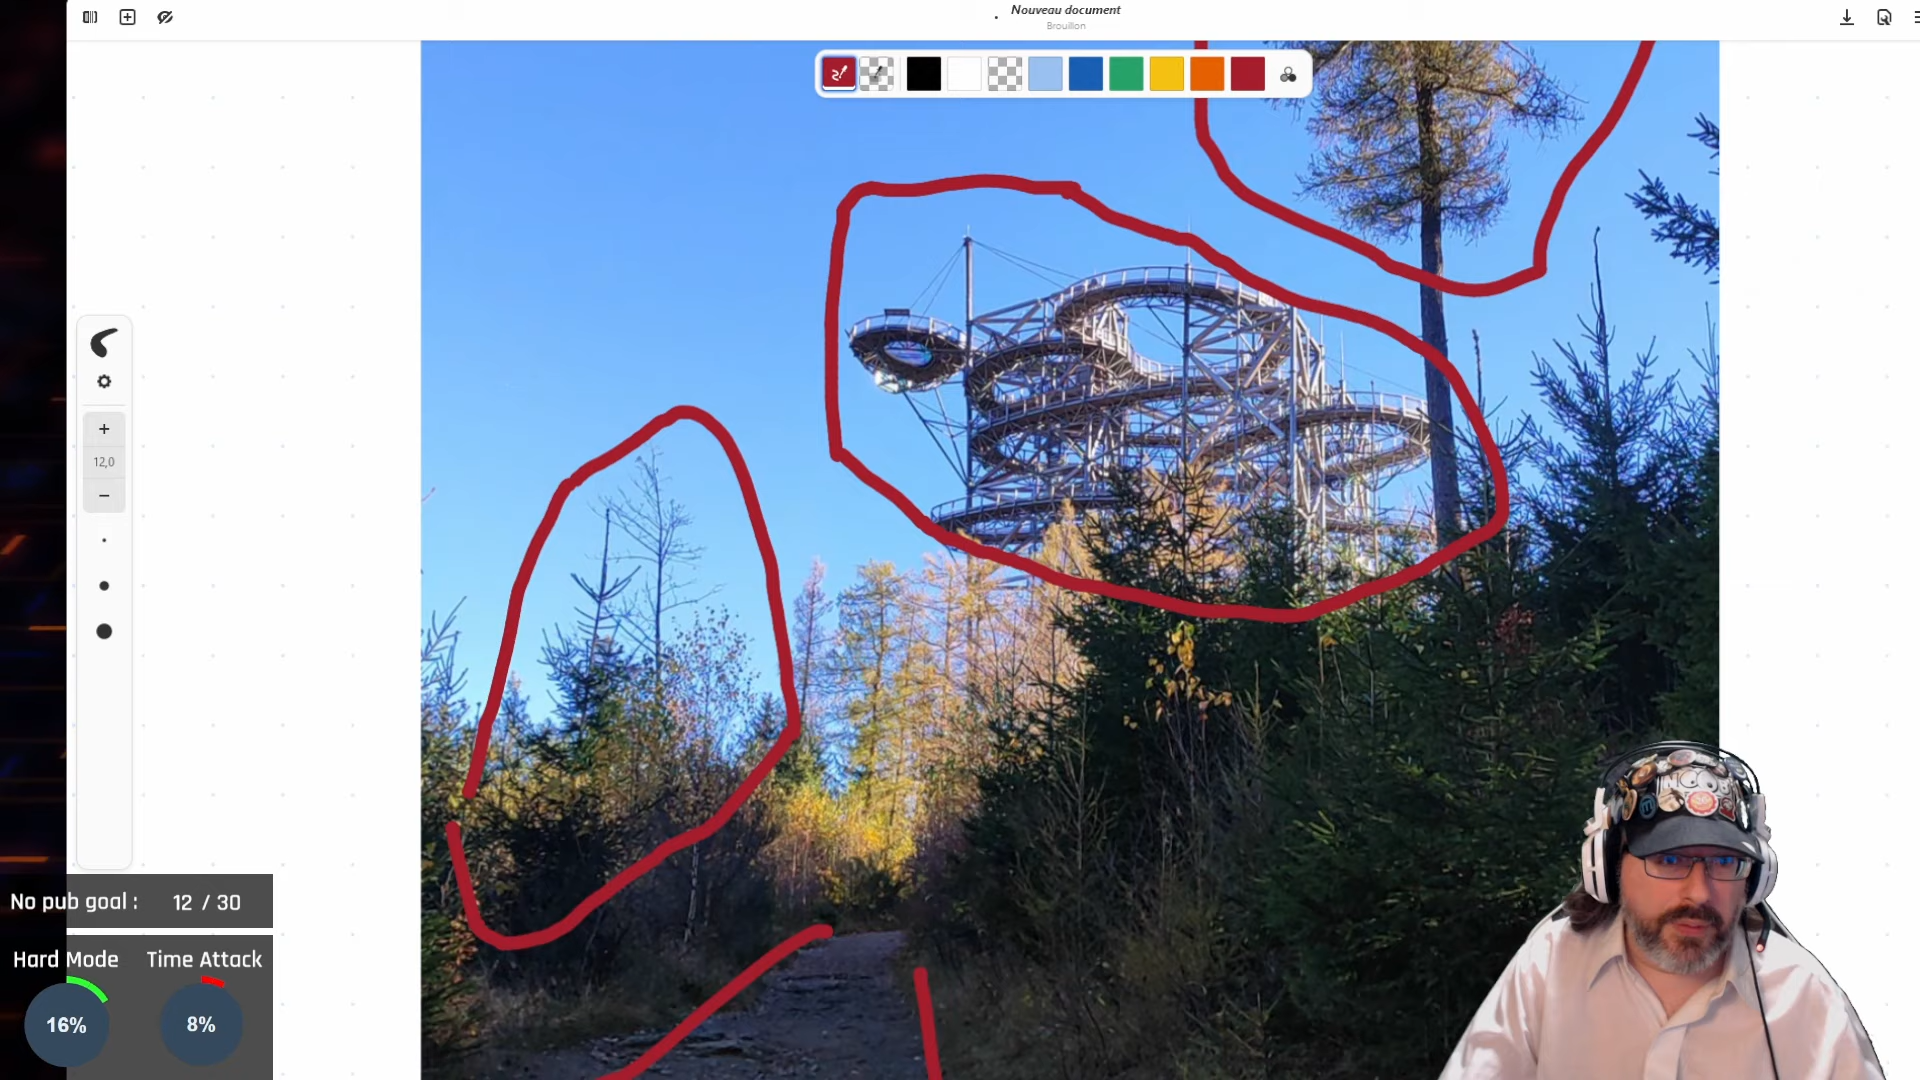 Nouveau document
Brouillon
12,0
No pub goal : 12 / 30
Hard Mode Time Attack
16% 8%